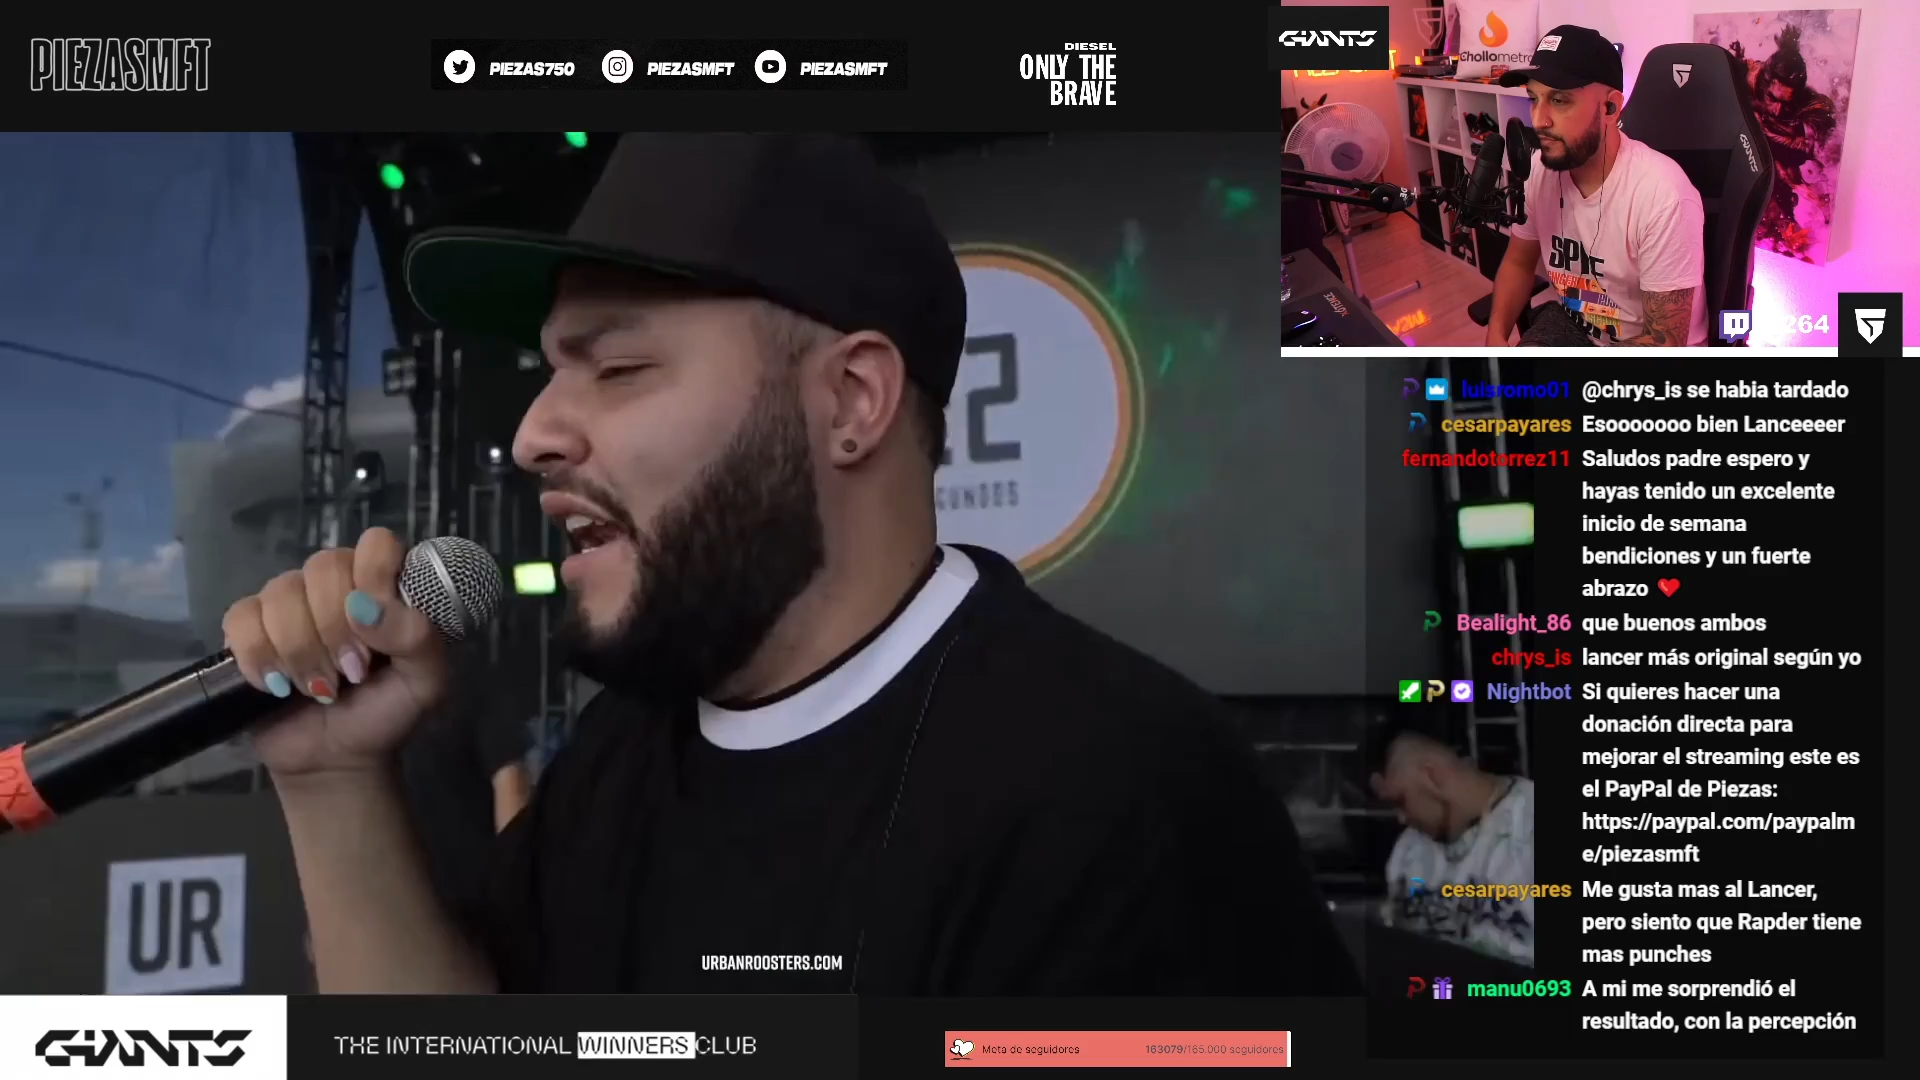 PIEZASMFT
PIEZAS750
PIEZASMFT
PIEZASMFT
DIESEL
ONLY THE
BRAVE
GIANTS
chollometro
GIANTS
264
UR
URBANROOSTERS.COM
luisromo01 @chrys_is se habia tardado
cesarpayares Esooooooo bien Lanceeeer
fernandotorrez11 Saludos padre espero y
hayas tenido un excelente
inicio de semana
bendiciones y un fuerte
abrazo
Bealight_86 que buenos ambos
chrys_is lancer más original según yo
Nightbot Si quieres hacer una
donación directa para
mejorar el streaming este es
el PayPal de Piezas:
https://paypal.com/paypalm
e/piezasmft
cesarpayares Me gusta mas al Lancer,
pero siento que Rapder tiene
mas punches
manu0693 A mi me sorprendió el
resultado, con la percepción
GIANTS
THE INTERNATIONAL WINNERS CLUB
Meta de seguidores 163079/165.000 seguidores